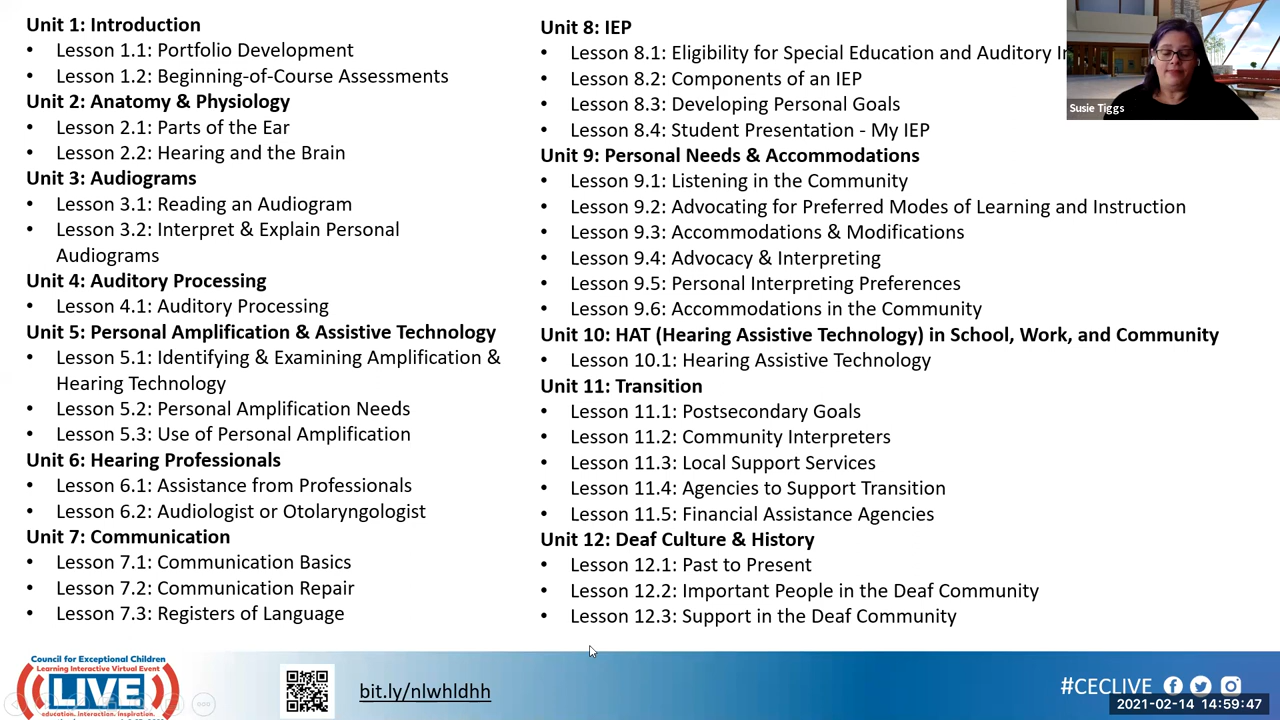 Unit 1: Introduction
• Lesson 1.1: Portfolio Development
• Lesson 1.2: Beginning-of-Course Assessments
Unit 2: Anatomy & Physiology
• Lesson 2.1: Parts of the Ear
• Lesson 2.2: Hearing and the Brain
Unit 3: Audiograms
• Lesson 3.1: Reading an Audiogram
• Lesson 3.2: Interpret & Explain Personal
Audiograms
Unit 4: Auditory Processing
• Lesson 4.1: Auditory Processing
Unit 5: Personal Amplification & Assistive Technology
• Lesson 5.1: Identifying & Examining Amplification &
Hearing Technology
• Lesson 5.2: Personal Amplification Needs
• Lesson 5.3: Use of Personal Amplification
Unit 6: Hearing Professionals
• Lesson 6.1: Assistance from Professionals
• Lesson 6.2: Audiologist or Otolaryngologist
Unit 7: Communication
• Lesson 7.1: Communication Basics
• Lesson 7.2: Communication Repair
• Lesson 7.3: Registers of Language
Unit 8: IEP
• Lesson 8.1: Eligibility for Special Education and Auditory
• Lesson 8.2: Components of an IEP
• Lesson 8.3: Developing Personal Goals
• Lesson 8.4: Student Presentation - My IEP
Unit 9: Personal Needs & Accommodations
• Lesson 9.1: Listening in the Community
• Lesson 9.2: Advocating for Preferred Modes of Learning and Instruction
• Lesson 9.3: Accommodations & Modifications
• Lesson 9.4: Advocacy & Interpreting
• Lesson 9.5: Personal Interpreting Preferences
• Lesson 9.6: Accommodations in the Community
Unit 10: HAT (Hearing Assistive Technology) in School, Work, and Community
• Lesson 10.1: Hearing Assistive Technology
Unit 11: Transition
• Lesson 11.1: Postsecondary Goals
• Lesson 11.2: Community Interpreters
• Lesson 11.3: Local Support Services
• Lesson 11.4: Agencies to Support Transition
• Lesson 11.5: Financial Assistance Agencies
Unit 12: Deaf Culture & History
• Lesson 12.1: Past to Present
• Lesson 12.2: Important People in the Deaf Community
• Lesson 12.3: Support in the Deaf Community
Susie Tiggs
Council for Exceptional Children
Learning Interactive Virtual Event
LIVE
education. interaction. inspiration.
bit.ly/nlwhldhh
#CECLIVE
2021-02-14 14:59:47